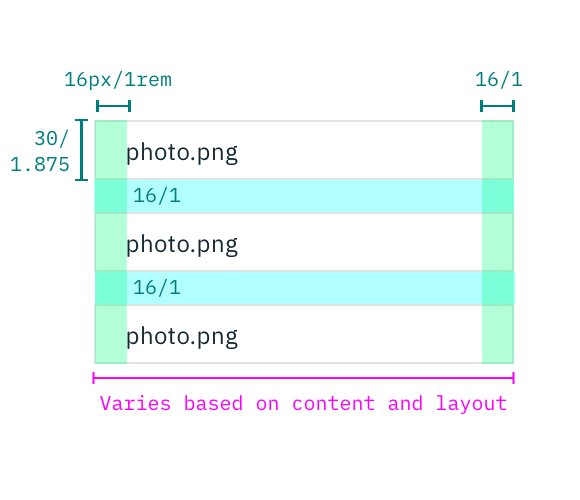 16px/1rem
16/1
30/
1.875
photo.png
16/1
photo.png
16/1
photo.png
Varies based on content and layout